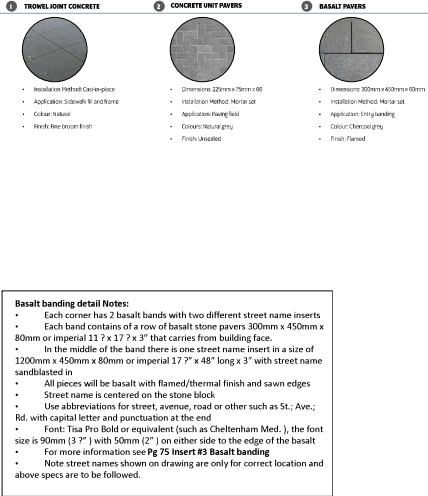 1 TROWEL JOINT CONCRETE
• Installation Method: Cast-in-place
• Application: Sidewalk fill and frame
• Colour: Natural
• Finish: Fine broom finish
2 CONCRETE UNIT PAVERS
• Dimensions: 225mm x 75mm x 60
• Installation Method: Mortar set
• Application: Paving field
• Colours: Natural grey
• Finish: Unsealed
3 BASALT PAVERS
• Dimensions: 300mm x 450mm x 60mm
• Installation Method: Mortar set
• Application: Entry banding
• Colour: Charcoal grey
• Finish: Flamed
Basalt banding detail Notes:
• Each corner has 2 basalt bands with two different street name inserts
• Each band contains of a row of basalt stone pavers 300mm x 450mm x
80mm or imperial 11 ? x 17 ? x 3" that carries from building face.
• In the middle of the band there is one street name insert in a size of
1200mm x 450mm x 80mm or imperial 17 ?" x 48" long x 3" with street name
sandblasted in
• All pieces will be basalt with flamed/thermal finish and sawn edges
• Street name is centered on the stone block
• Use abbreviations for street, avenue, road or other such as St.; Ave.;
Rd. with capital letter and punctuation at the end
• Font: Tisa Pro Bold or equivalent (such as Cheltenham Med. ), the font
size is 90mm (3 ?" ) with 50mm (2" ) on either side to the edge of the basalt
• For more information see Pg 75 Insert #3 Basalt banding
• Note street names shown on drawing are only for correct location and
above specs are to be followed.